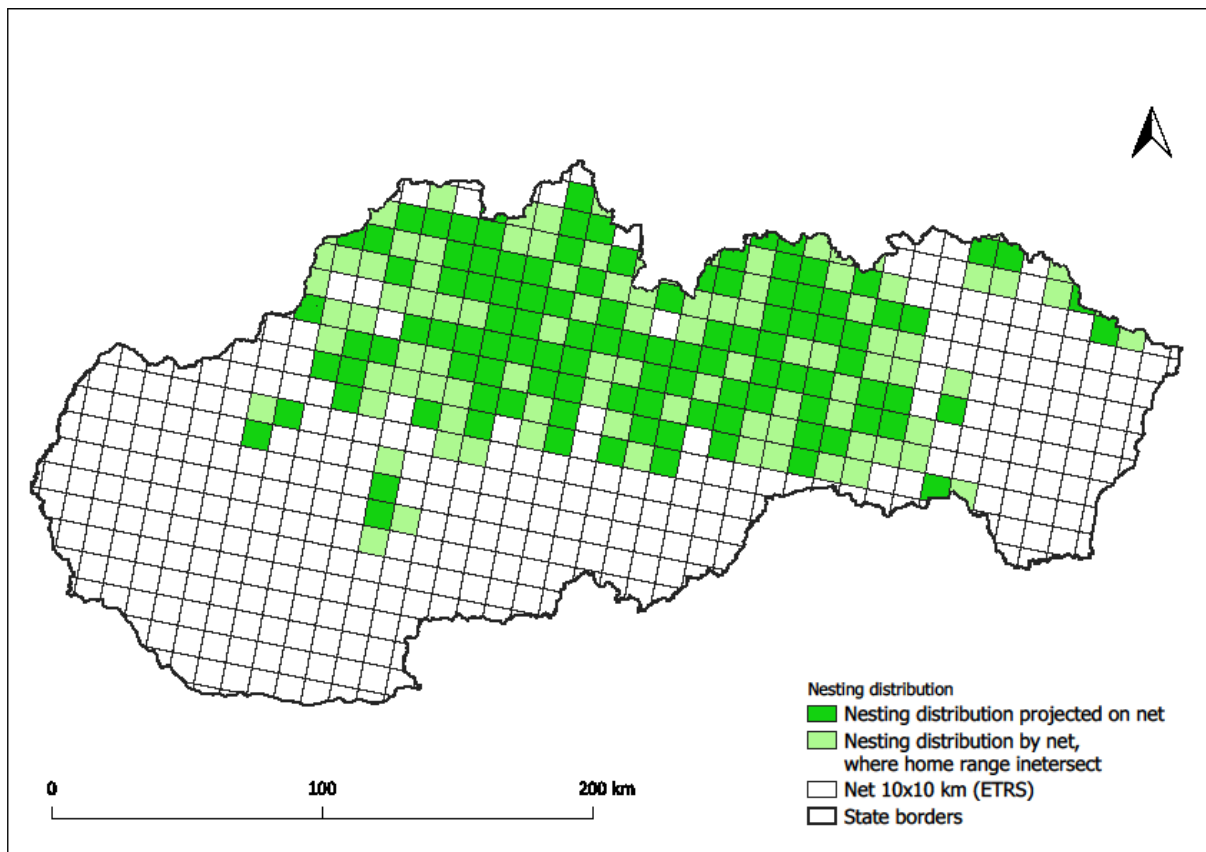 Nesting distribution
Nesting distribution projected on net
Nesting distribution by net,
where home range inetersect
Net 10x10 km (ETRS)
State borders
0 100 200 km